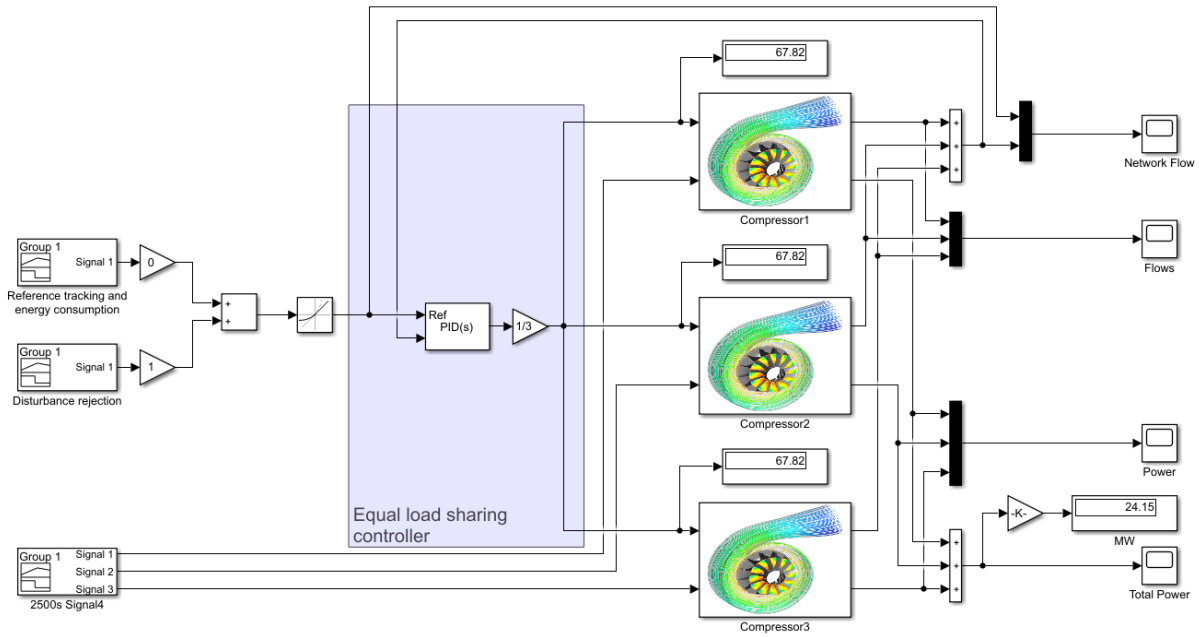 67.82
+
+
+
Network Flow
Compressor1
Group 1
Signal 1
0
Reference tracking and
energy consumption
+
+
67.82
Flows
Ref
PID(s)
1/3
Group 1
Signal 1
1
Disturbance rejection
Compressor2
67.82
Power
Equal load sharing
controller
-K-
24.15
MW
+
+
+
Group 1
Signal 1
Signal 2
Signal 3
2500s Signal4
Total Power
Compressor3